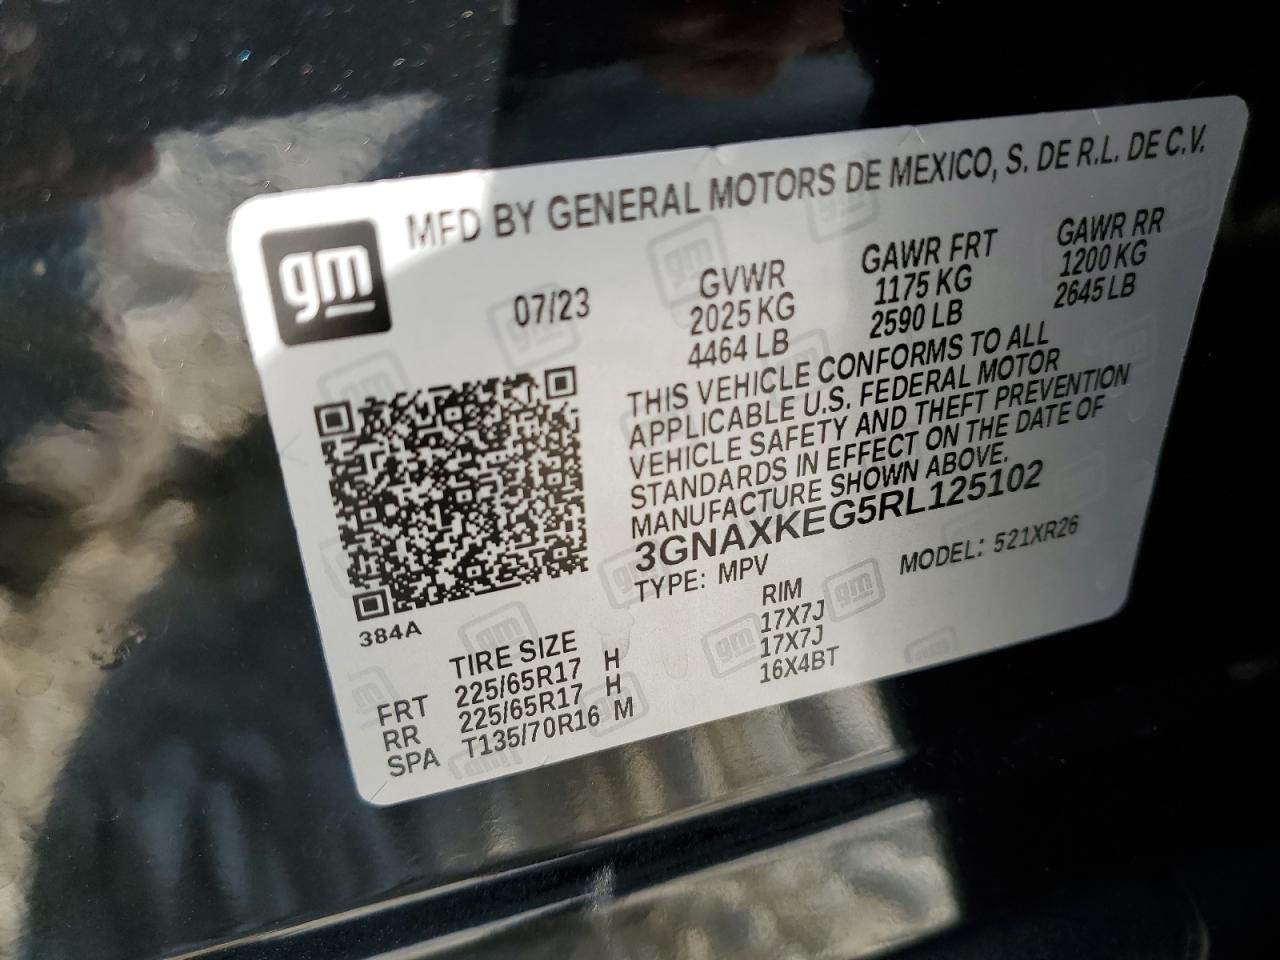 gm
MFD BY GENERAL MOTORS DE MEXICO, S. DE R.L. DE C.V.
07/23
GVWR
2025 KG
4464 LB
GAWR FRT
1175 KG
2590 LB
GAWR RR
1200 KG
2645 LB
THIS VEHICLE CONFORMS TO ALL
APPLICABLE U.S. FEDERAL MOTOR
VEHICLE SAFETY AND THEFT PREVENTION
STANDARDS IN EFFECT ON THE DATE OF
MANUFACTURE SHOWN ABOVE.
3GNAXKEG5RL125102
TYPE: MPV
MODEL: 521XR26
384A
TIRE SIZE
RIM
FRT 225/65R17 H 17X7J
RR 225/65R17 H 17X7J
SPA T135/70R16 M 16X4BT